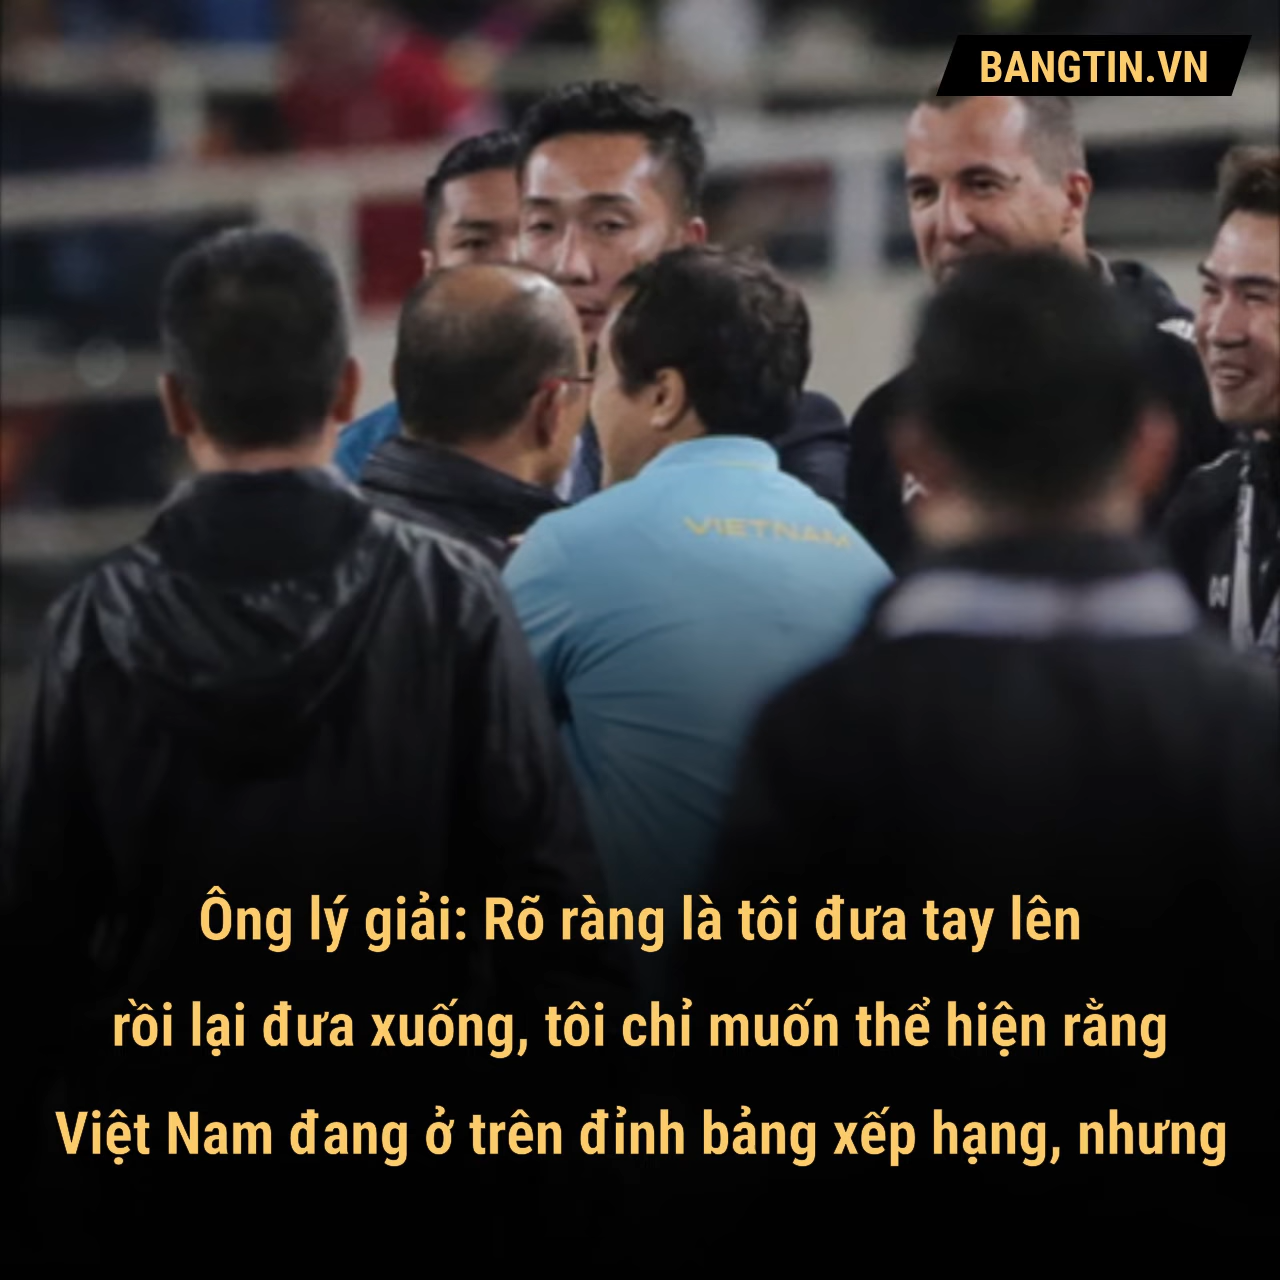 BANGTIN.VN
VIETNAM
Ông lý giải: Rõ ràng là tôi đưa tay lên
rồi lại đưa xuống, tôi chỉ muốn thể hiện rằng
Việt Nam đang ở trên đỉnh bảng xếp hạng, nhưng